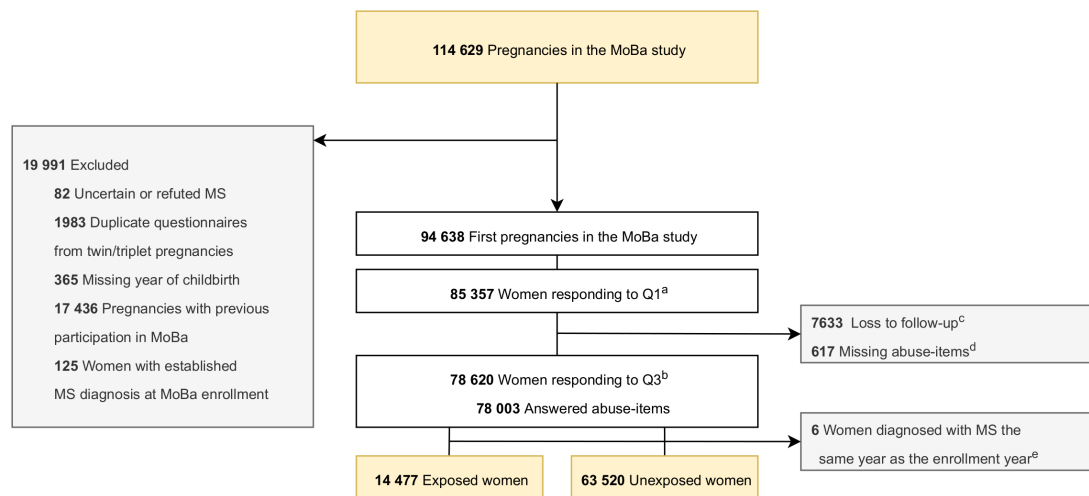 114 629 Pregnancies in the MoBa study
19 991 Excluded
82 Uncertain or refuted MS
1983 Duplicate questionnaires
from twin/triplet pregnancies
365 Missing year of childbirth
17 436 Pregnancies with previous
participation in MoBa
125 Women with established
MS diagnosis at MoBa enrollment
94 638 First pregnancies in the MoBa study
85 357 Women responding to Q1a
7633 Loss to follow-upc
617 Missing abuse-itemsd
78 620 Women responding to Q3b
78 003 Answered abuse-items
6 Women diagnosed with MS the
same year as the enrollment yeare
14 477 Exposed women
63 520 Unexposed women